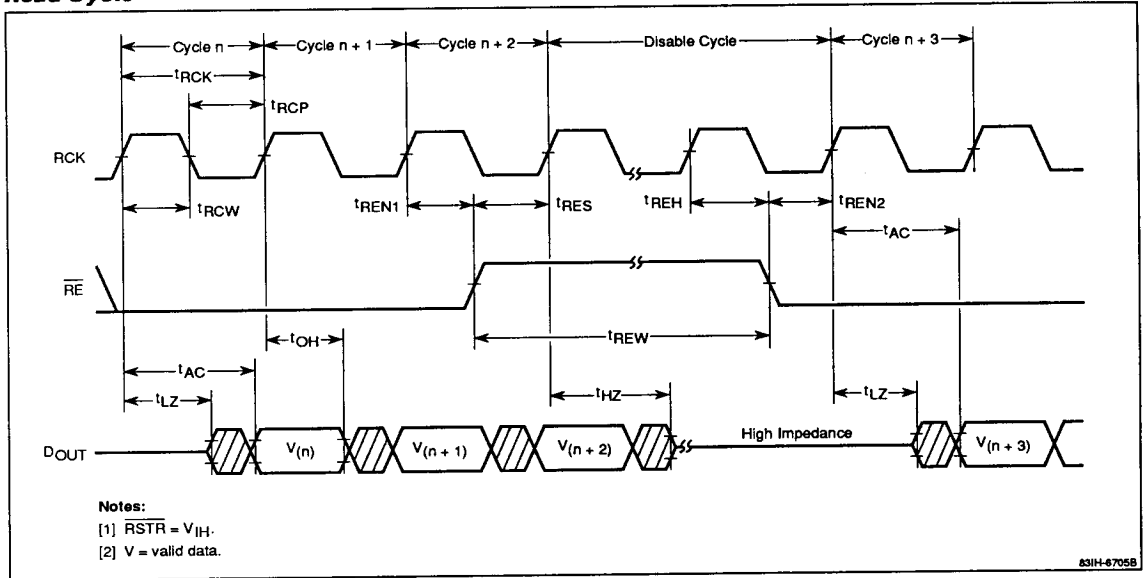 Read Cycle
Cycle n
Cycle n + 1
Cycle n + 2
Disable Cycle
Cycle n + 3
tRCK
tRCP
RCK
tRCW
tREN1
tRES
tREH
tREN2
tAC
RE
tOH
tREW
tAC
tLZ
tHZ
tLZ
DOUT
V(n)
V(n + 1)
V(n + 2)
High Impedance
V(n + 3)
Notes:
[1] RSTR = VIH.
[2] V = valid data.
83IH-6705B